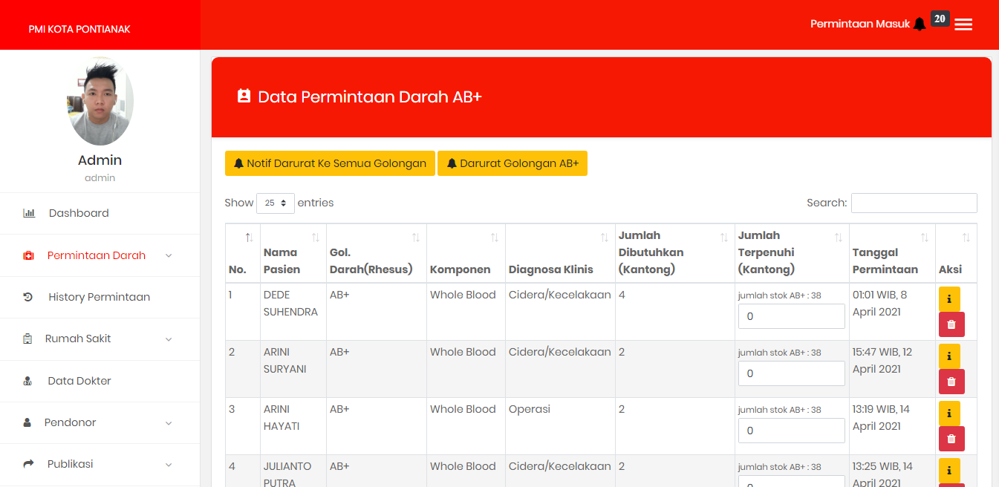 PMI KOTA PONTIANAK
Permintaan Masuk 20
Admin
admin
Dashboard
Permintaan Darah
History Permintaan
Rumah Sakit
Data Dokter
Pendonor
Publikasi
Data Permintaan Darah AB+
Notif Darurat Ke Semua Golongan
Darurat Golongan AB+
Show 25 entries
Search:
No.
Nama
Pasien
Gol.
Darah(Rhesus)
Komponen
Diagnosa Klinis
Jumlah
Dibutuhkan
(Kantong)
Jumlah
Terpenuhi
(Kantong)
Tanggal
Permintaan
Aksi
1
DEDE
SUHENDRA
AB+
Whole Blood
Cidera/Kecelakaan
4
jumlah stok AB+ : 38
0
01:01 WIB, 8
April 2021
2
ARINI
SURYANI
AB+
Whole Blood
Cidera/Kecelakaan
2
jumlah stok AB+ : 38
0
15:47 WIB, 12
April 2021
3
ARINI
HAYATI
AB+
Whole Blood
Operasi
2
jumlah stok AB+ : 38
0
13:19 WIB, 14
April 2021
4
JULIANTO
PUTRA
AB+
Whole Blood
Cidera/Kecelakaan
2
jumlah stok AB+ : 38
0
13:25 WIB, 14
April 2021